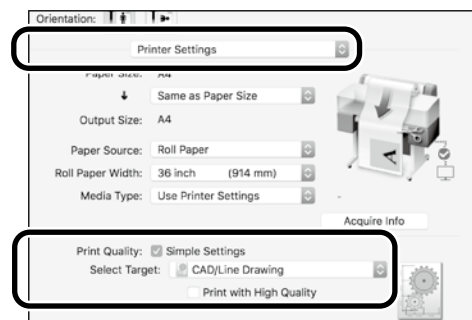 Orientation:
Printer Settings
Paper Size: A4
Same as Paper Size
Output Size: A4
Paper Source: Roll Paper
Roll Paper Width: 36 inch (914 mm)
Media Type: Use Printer Settings
-
Acquire Info
Print Quality: Simple Settings
Select Target: CAD/Line Drawing
Print with High Quality